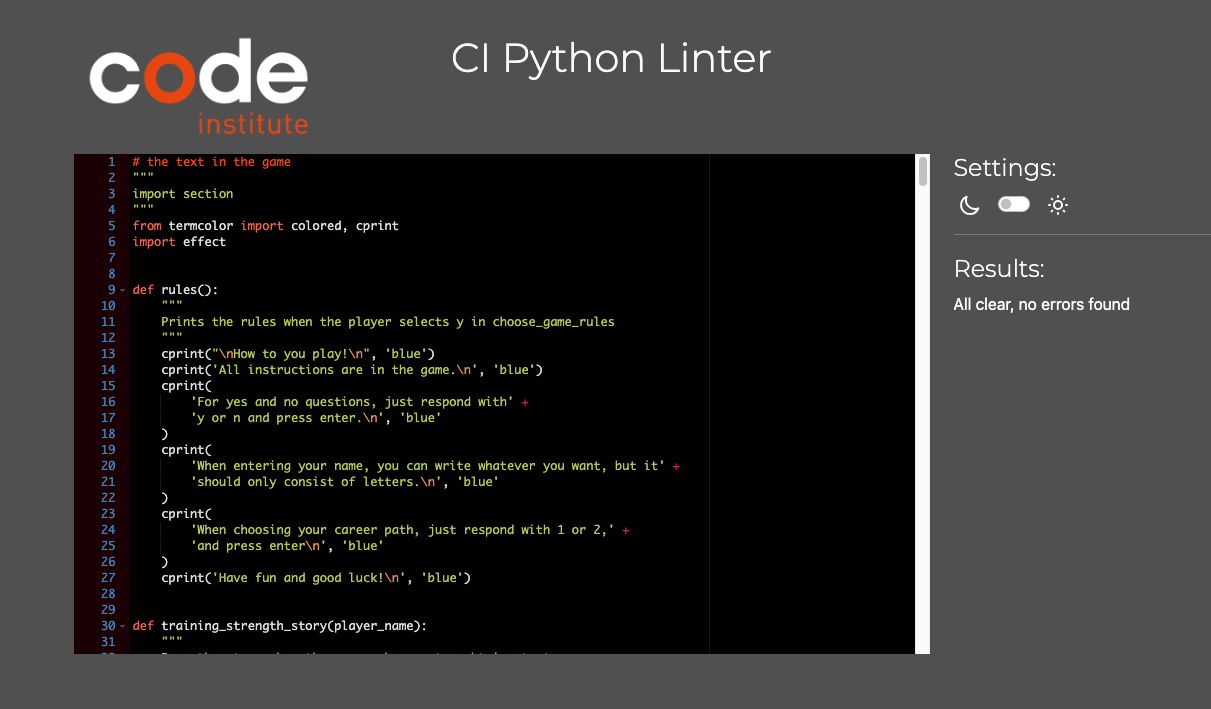 code
institute
CI Python Linter
1 # the text in the game
2 """
3 import section
4 """
5 from termcolor import colored, cprint
6 import effect
7
8
9 def rules():
10     """
11     Prints the rules when the player selects y in choose_game_rules
12     """
13     cprint("\nHow to you play!\n", 'blue')
14     cprint('All instructions are in the game.\n', 'blue')
15     cprint(
16         'For yes and no questions, just respond with' +
17         'y or n and press enter.\n', 'blue'
18     )
19     cprint(
20         'When entering your name, you can write whatever you want, but it' +
21         'should only consist of letters.\n', 'blue'
22     )
23     cprint(
24         'When choosing your career path, just respond with 1 or 2,' +
25         'and press enter\n', 'blue'
26     )
27     cprint('Have fun and good luck!\n', 'blue')
28
29
30 def training_strength_story(player_name):
31     """
Settings:
Results:
All clear, no errors found